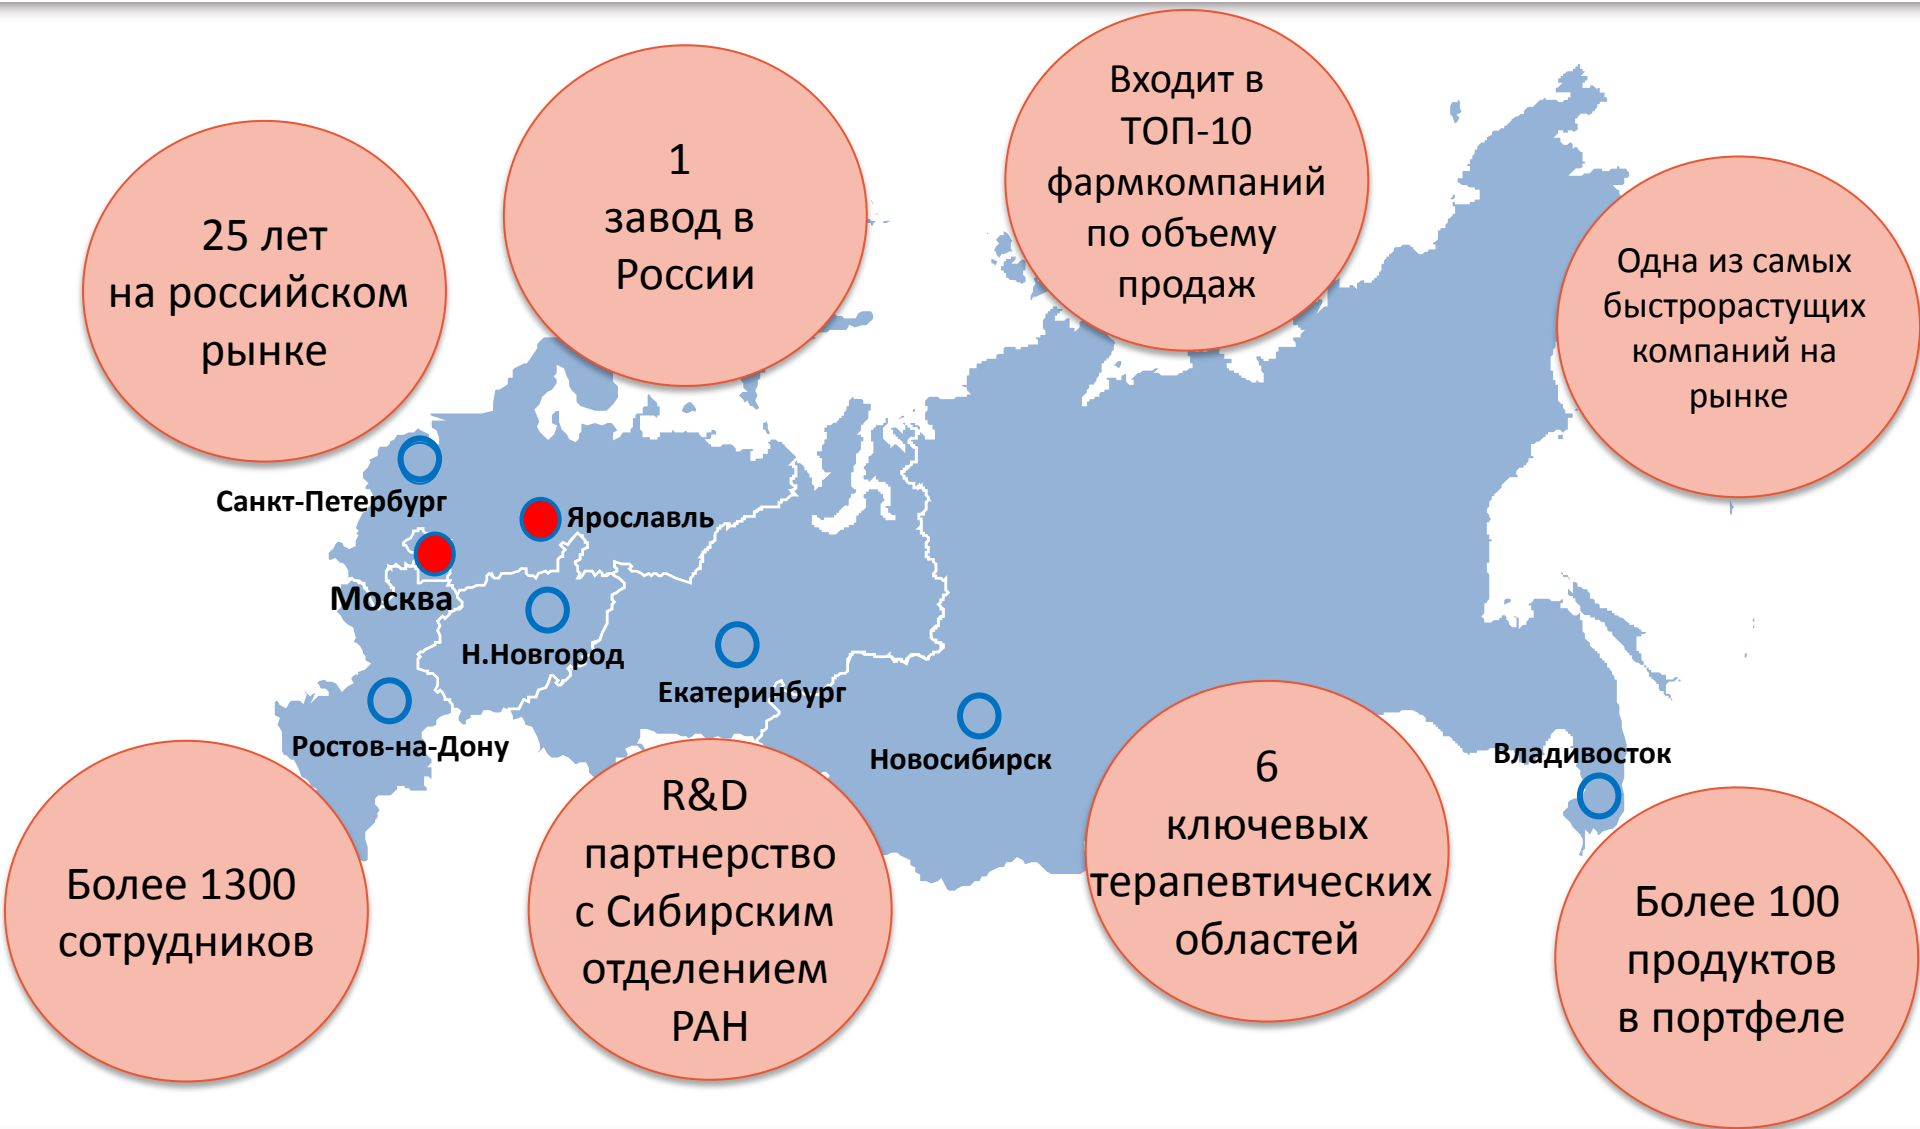 25 лет
на российском
рынке
1
завод в
России
Входит в
ТОП-10
фармкомпаний
по объему
продаж
Одна из самых
быстрорастущих
компаний на
рынке
Санкт-Петербург
Ярославль
Москва
Н.Новгород
Екатеринбург
Ростов-на-Дону
Новосибирск
Владивосток
Более 1300
сотрудников
R&D
партнерство
с Сибирским
отделением
РАН
6
ключевых
терапевтических
областей
Более 100
продуктов
в портфеле